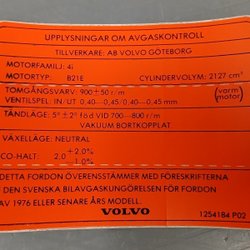 UPPLYSNINGAR OM AVGASKONTROLL
TILLVERKARE: AB VOLVO GÖTEBORG
MOTORFAMILJ: 4i
MOTORTYP: B21E CYLINDERVOLYM: 2127 cm³
TOMGÅNGSVARV: 900±50 r/m
VENTILSPEL: IN/UT 0,40–0,45/0,40–0,45 mm
(varm motor)
TÄNDLÄGE: 5°±2° föd VID 700–800 r/m
VAKUUM BORTKOPPLAT
VÄXELLÄGE: NEUTRAL
CO-HALT: 2.0 +2.0% ÷1.0%
DETTA FORDON ÖVERENSSTÄMMER MED FÖRESKRIFTERNA
I DEN SVENSKA BILAVGASKUNGÖRELSEN FÖR FORDON
AV 1976 ELLER SENARE ÅRS MODELL.
VOLVO 1254184 P02